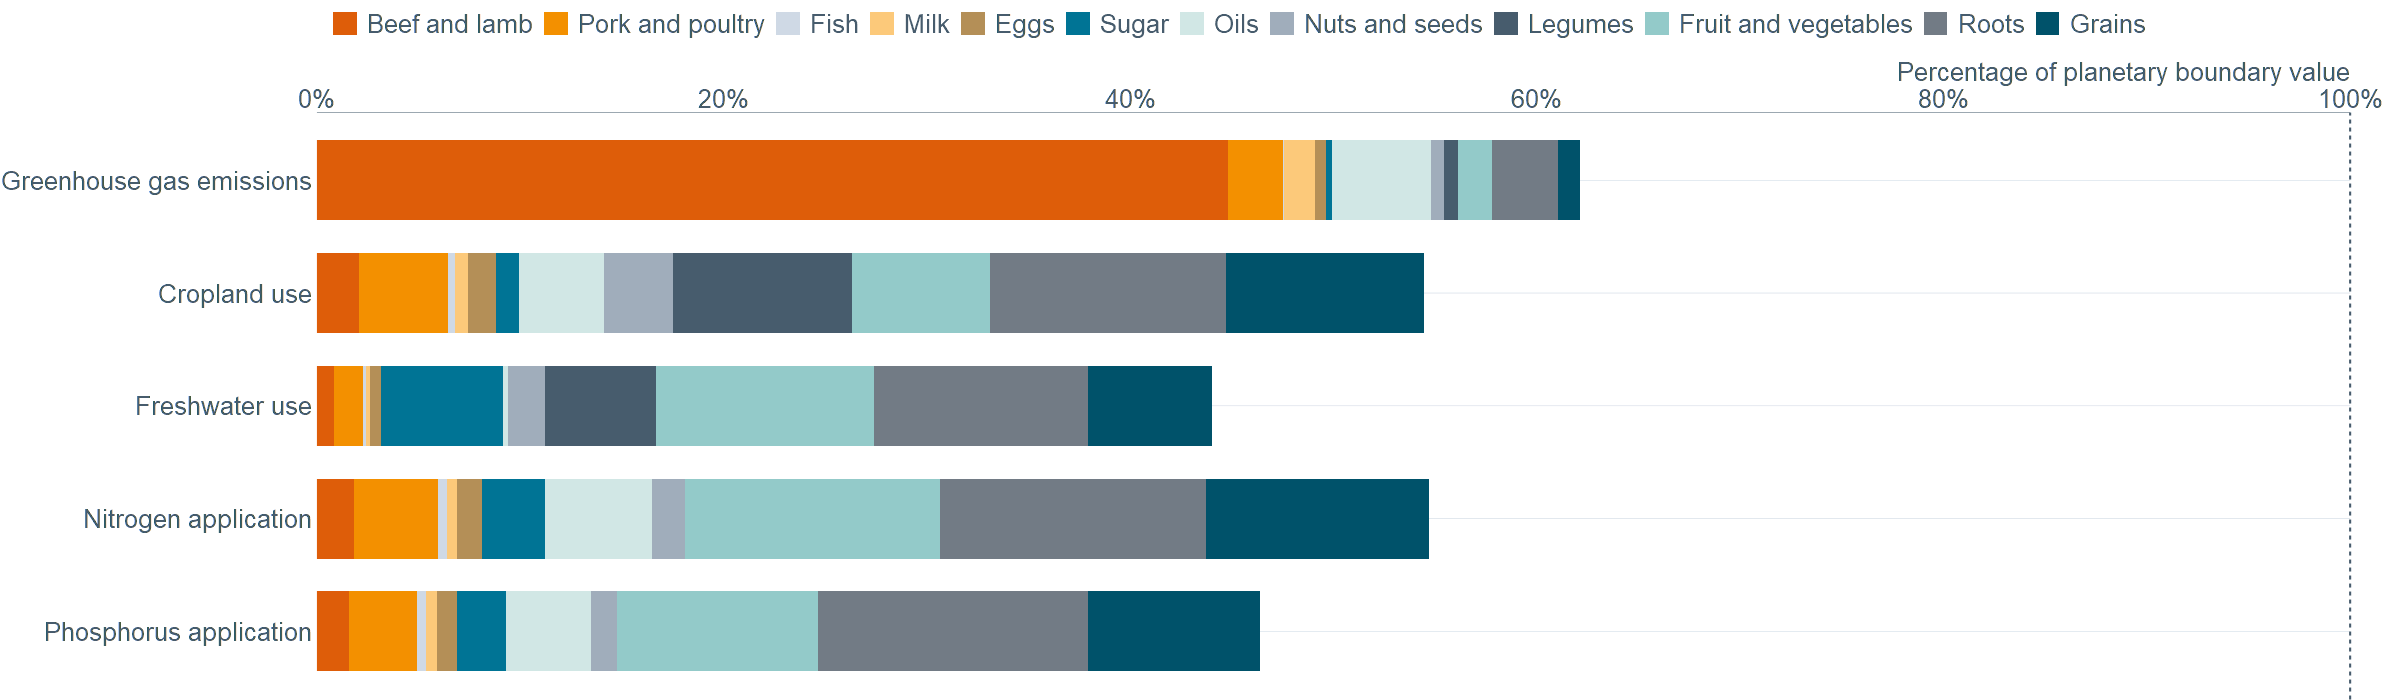 Beef and lamb Pork and poultry Fish Milk Eggs Sugar Oils Nuts and seeds Legumes Fruit and vegetables Roots Grains
Percentage of planetary boundary value
0% 20% 40% 60% 80% 100%
Greenhouse gas emissions
Cropland use
Freshwater use
Nitrogen application
Phosphorus application